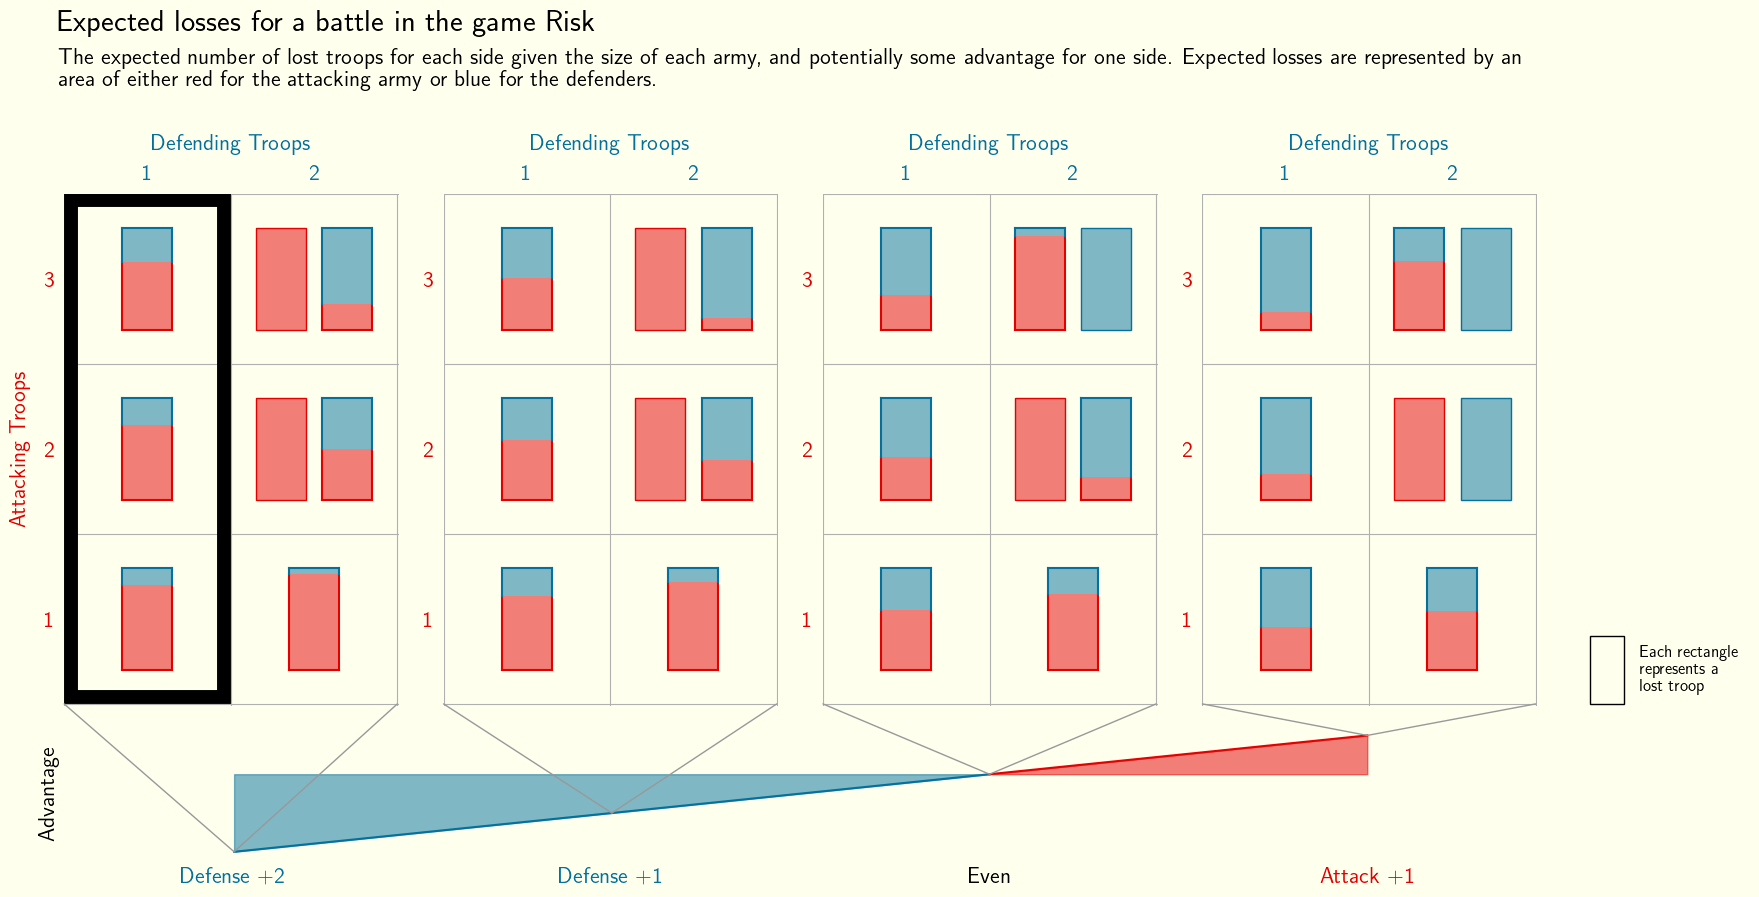 Expected losses for a battle in the game Risk
The expected number of lost troops for each side given the size of each army, and potentially some advantage for one side. Expected losses are represented by an
area of either red for the attacking army or blue for the defenders.
Defending Troops
Defending Troops
Defending Troops
Defending Troops
1 2 1 2 1 2 1 2
3 3 3 3
Attacking Troops
2 2 2 2
1 1 1 1
Each rectangle
represents a
lost troop
Advantage
Defense +2
Defense +1
Even
Attack +1